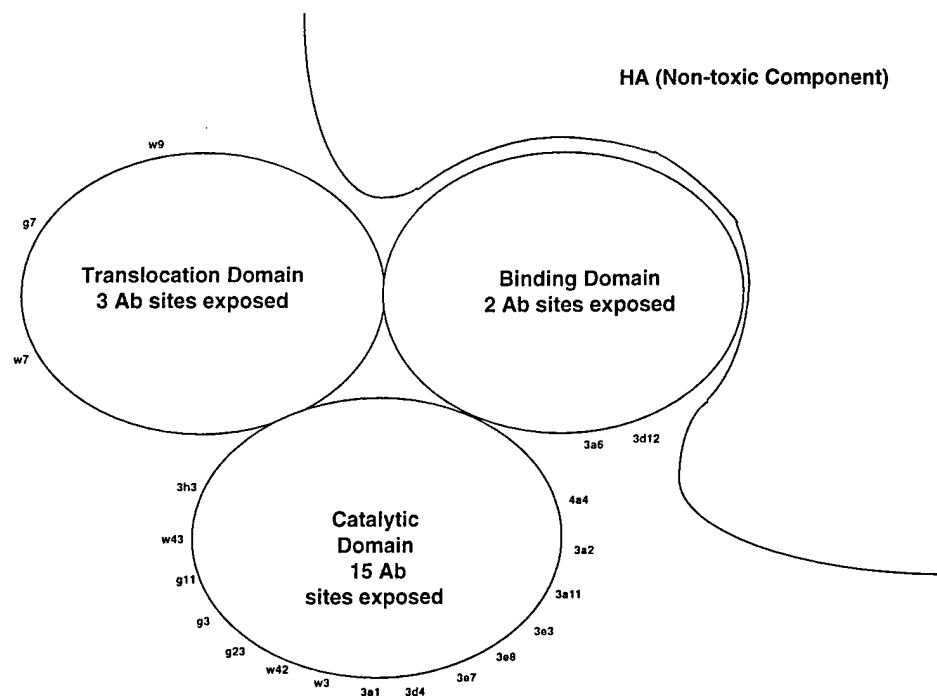 HA (Non-toxic Component)
w9
g7
Translocation Domain
3 Ab sites exposed
Binding Domain
2 Ab sites exposed
w7
3a6
3d12
3h3
4a4
Catalytic
Domain
15 Ab
sites exposed
w43
3a2
g11
3a11
g3
3e3
g23
3e8
w42
3e7
w3
3a1
3d4